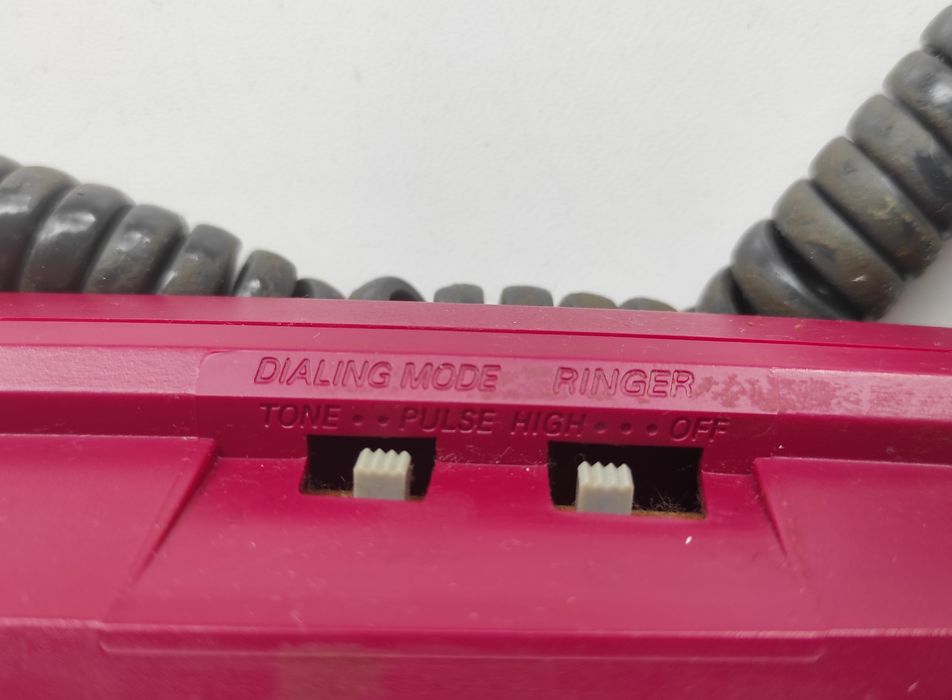 DIALING MODE RINGER
TONE • • PULSE HIGH • • • OFF